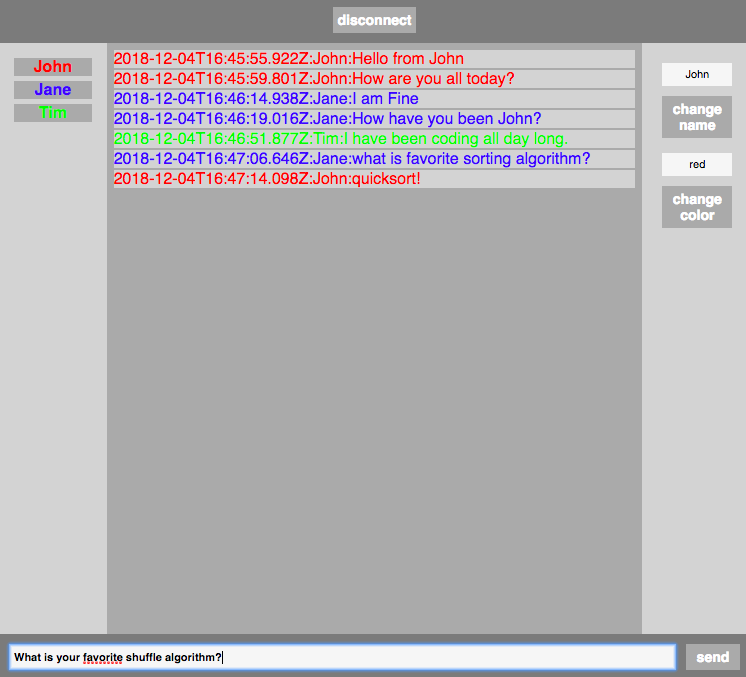 disconnect
John
Jane
Tim
2018-12-04T16:45:55.922Z:John:Hello from John
2018-12-04T16:45:59.801Z:John:How are you all today?
2018-12-04T16:46:14.938Z:Jane:I am Fine
2018-12-04T16:46:19.016Z:Jane:How have you been John?
2018-12-04T16:46:51.877Z:Tim:I have been coding all day long.
2018-12-04T16:47:06.646Z:Jane:what is favorite sorting algorithm?
2018-12-04T16:47:14.098Z:John:quicksort!
John
change
name
red
change
color
What is your favorite shuffle algorithm?
send